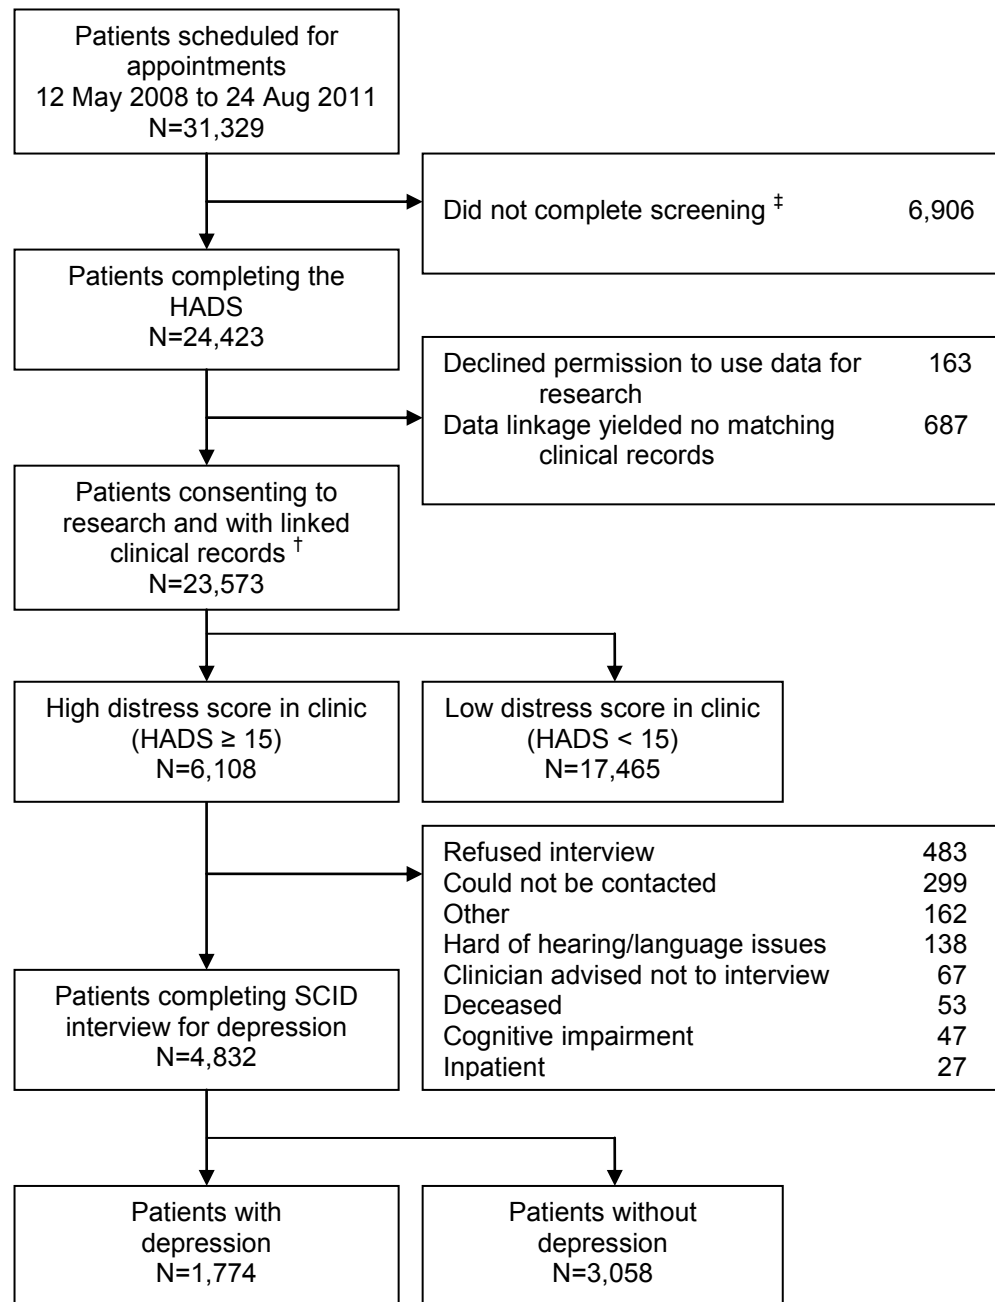 Patients scheduled for
appointments
12 May 2008 to 24 Aug 2011
N=31,329
Did not complete screening ‡ 6,906
Patients completing the
HADS
N=24,423
Declined permission to use data for 163
research
Data linkage yielded no matching 687
clinical records
Patients consenting to
research and with linked
clinical records †
N=23,573
High distress score in clinic
(HADS ≥ 15)
N=6,108
Low distress score in clinic
(HADS < 15)
N=17,465
Refused interview 483
Could not be contacted 299
Other 162
Hard of hearing/language issues 138
Clinician advised not to interview 67
Deceased 53
Cognitive impairment 47
Inpatient 27
Patients completing SCID
interview for depression
N=4,832
Patients with
depression
N=1,774
Patients without
depression
N=3,058